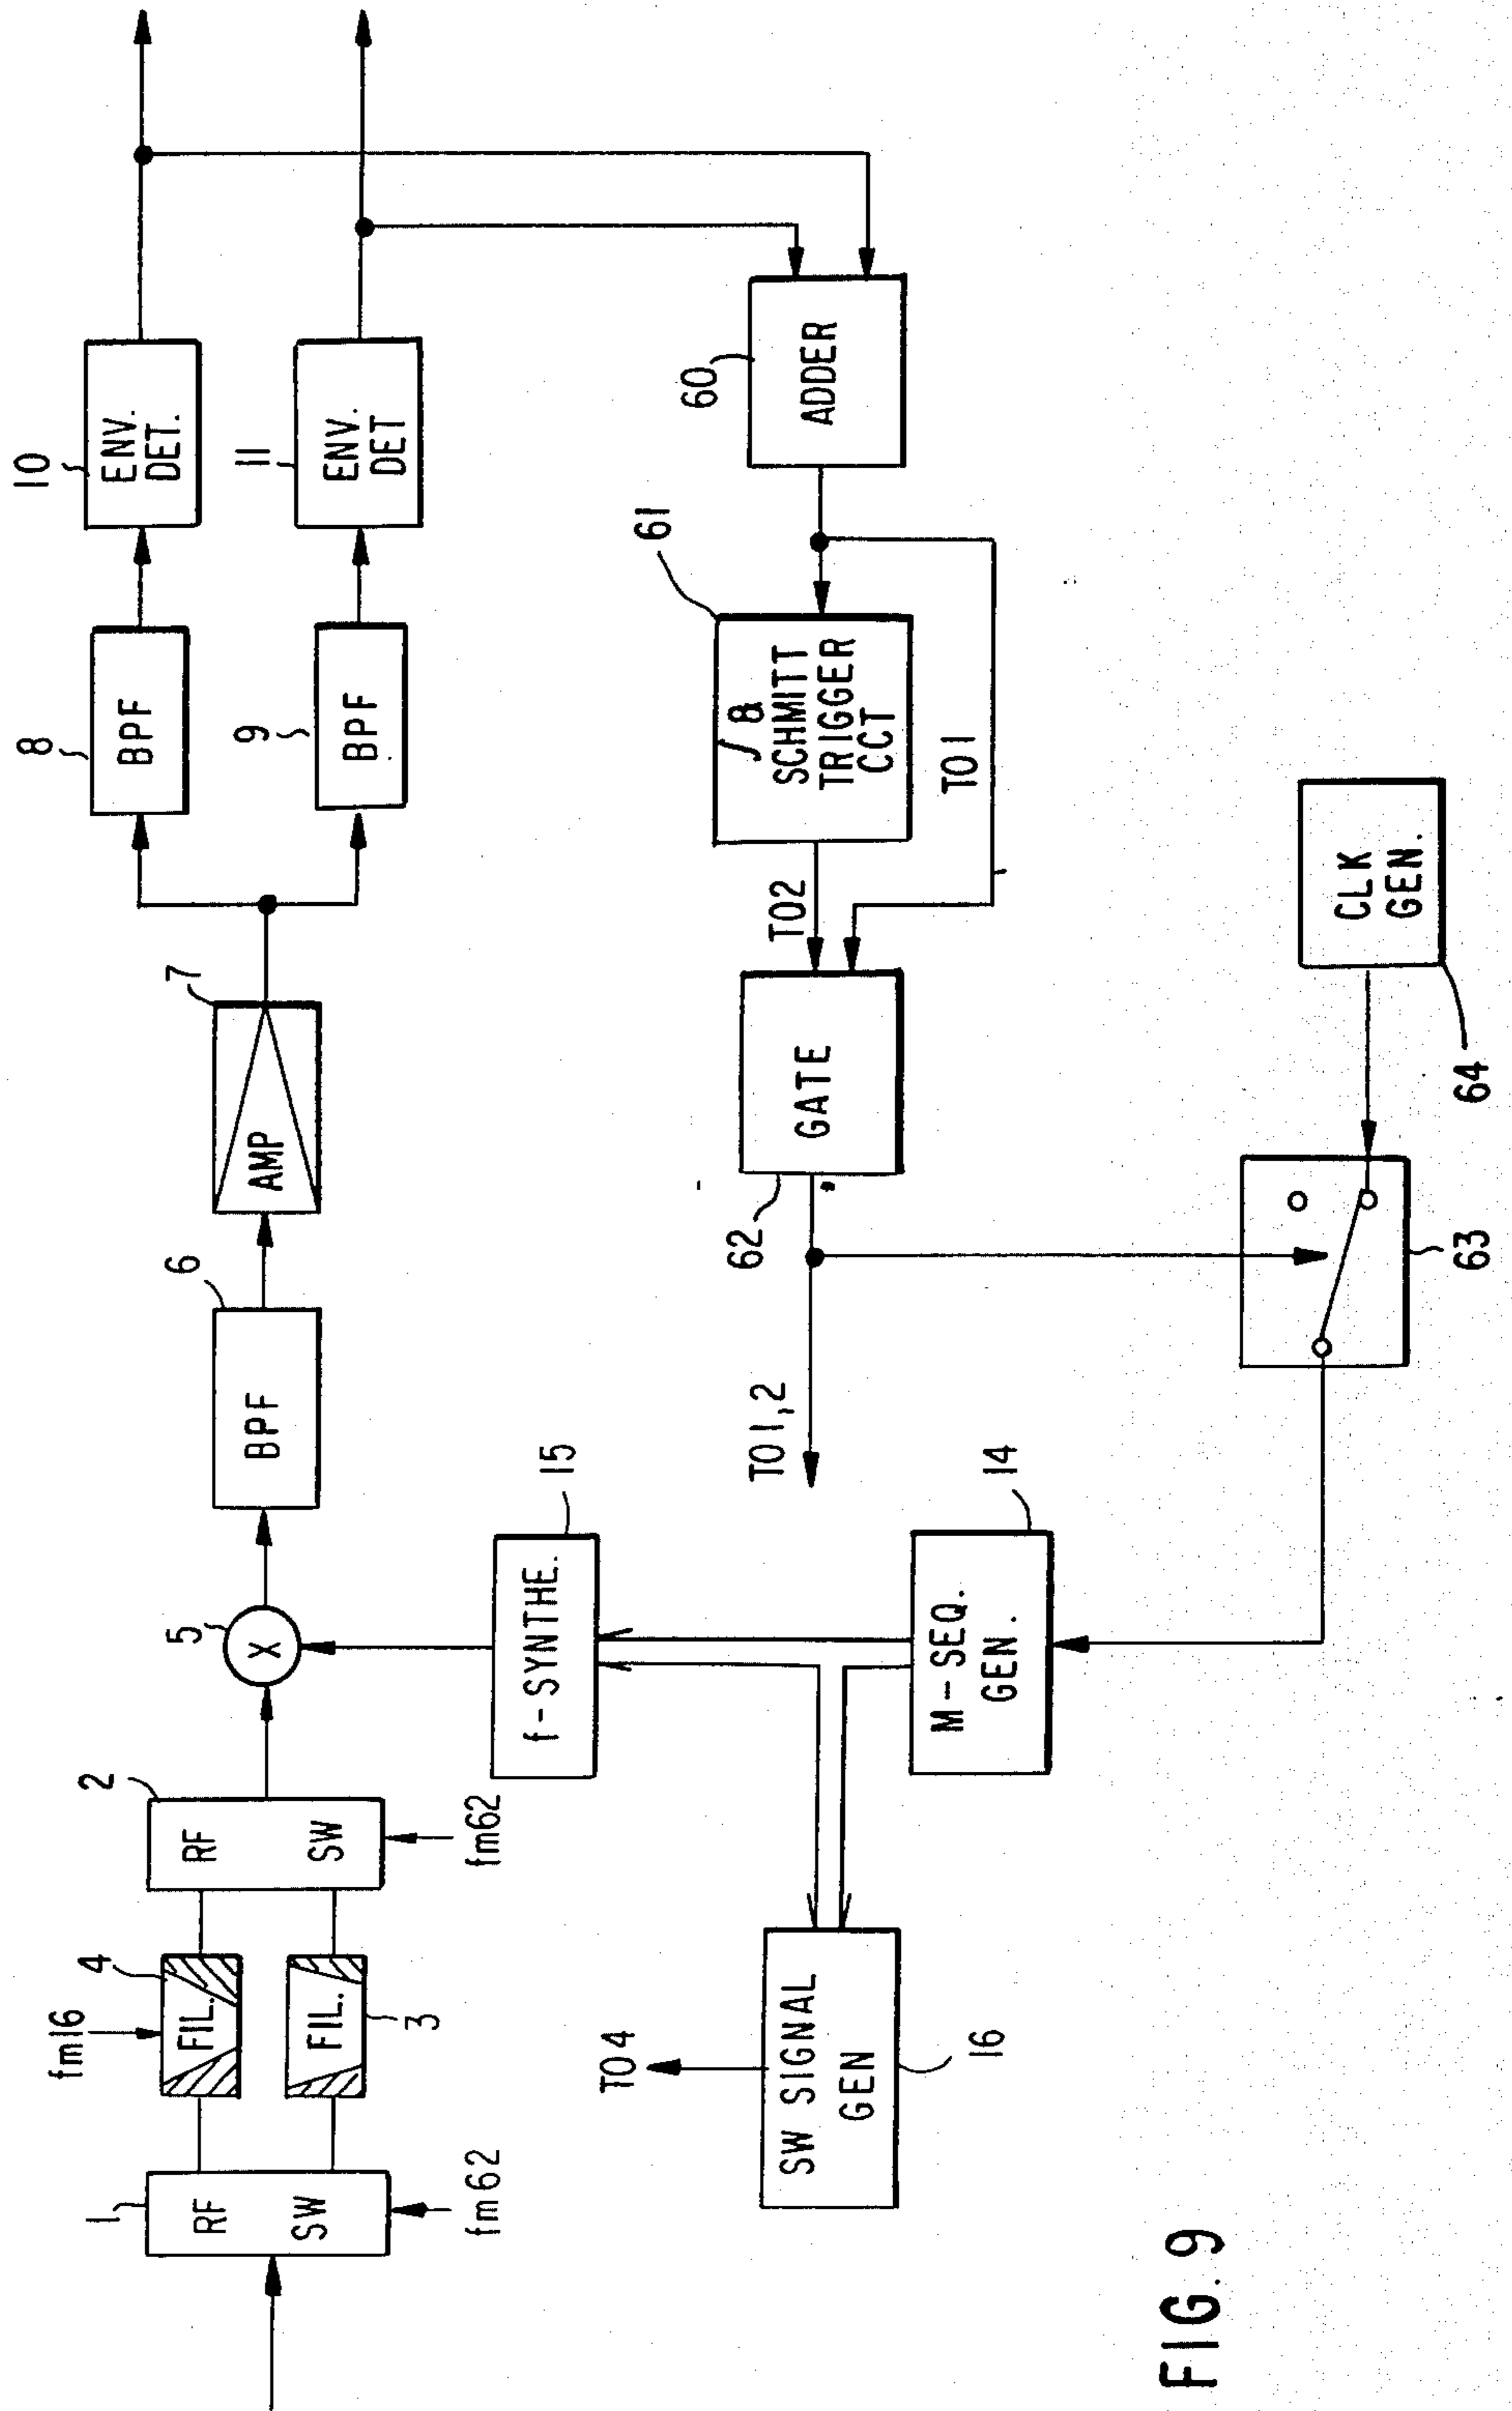 1
RF
SW
fm62
fm16
4
FIL.
FIL.
3
2
RF
SW
fm62
5
X
6
BPF
7
AMP
8
BPF
9
BPF
10
ENV.
DET.
11
ENV.
DET
15
f-SYNTHE.
14
M-SEQ.
GEN.
TO4
SW SIGNAL
GEN
16
TO1,2
62
GATE
TO2
TO1
61
∫ &
SCHMITT
TRIGGER
CCT
60
ADDER
63
64
CLK
GEN.
FIG. 9